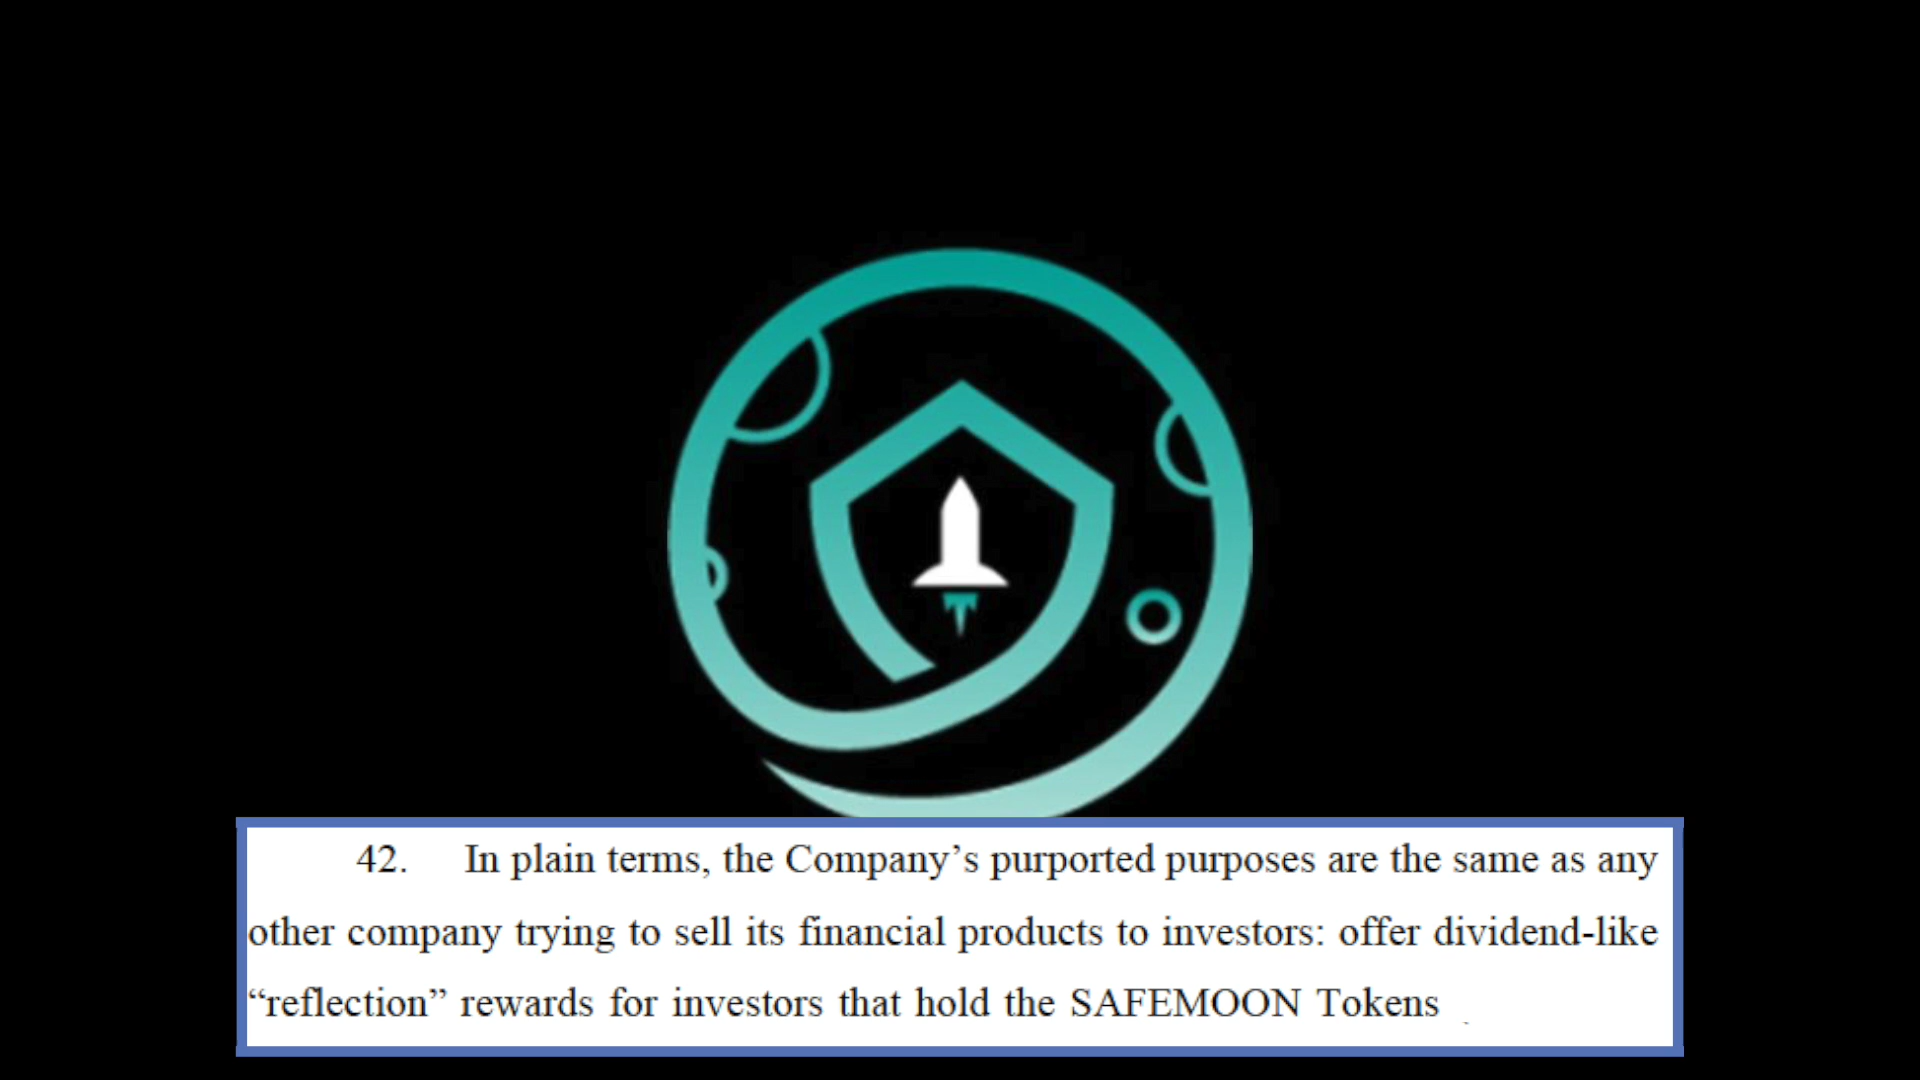 42. In plain terms, the Company’s purported purposes are the same as any
other company trying to sell its financial products to investors: offer dividend-like
“reflection” rewards for investors that hold the SAFEMOON Tokens